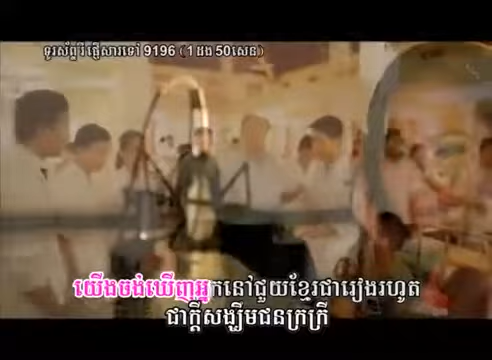 ទូរស័ព្ទរឺ ផ្ញើសារទៅ 9196 (1 ដង 50សេន)
យើងចង់ឃើញអ្នកនៅជួយខ្មែរជារៀងរហូត
ជាក្ដីសង្ឃឹមជនក្រក្រី